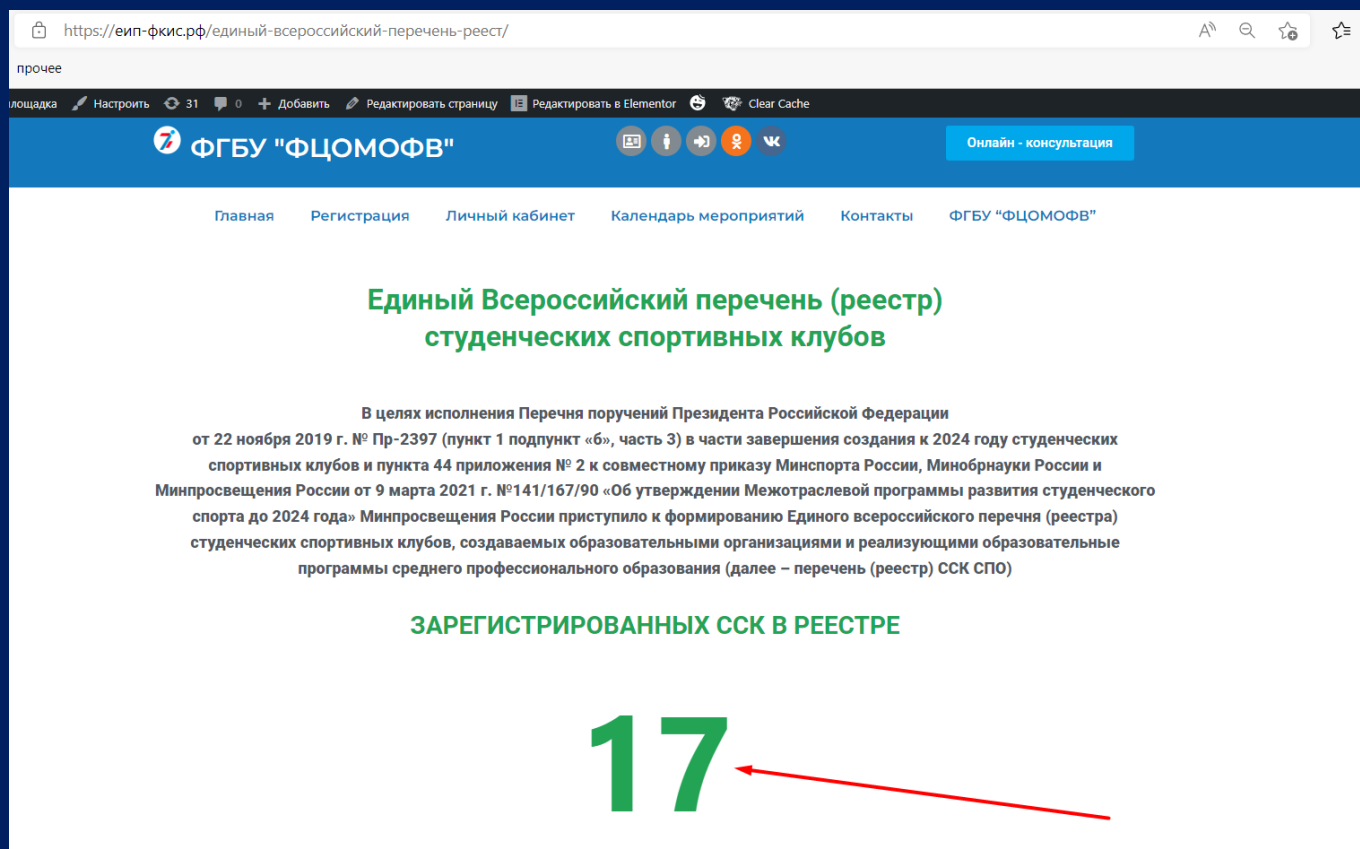 https://еип-фкис.рф/единый-всероссийский-перечень-реест/
прочее
лощадка Настроить 31 0 + Добавить Редактировать страницу Редактировать в Elementor Clear Cache
ФГБУ "ФЦОМОФВ"
Онлайн - консультация
Главная Регистрация Личный кабинет Календарь мероприятий Контакты ФГБУ “ФЦОМОФВ”
Единый Всероссийский перечень (реестр)
студенческих спортивных клубов
В целях исполнения Перечня поручений Президента Российской Федерации
от 22 ноября 2019 г. № Пр-2397 (пункт 1 подпункт «б», часть 3) в части завершения создания к 2024 году студенческих
спортивных клубов и пункта 44 приложения № 2 к совместному приказу Минспорта России, Минобрнауки России и
Минпросвещения России от 9 марта 2021 г. №141/167/90 «Об утверждении Межотраслевой программы развития студенческого
спорта до 2024 года» Минпросвещения России приступило к формированию Единого всероссийского перечня (реестра)
студенческих спортивных клубов, создаваемых образовательными организациями и реализующими образовательные
программы среднего профессионального образования (далее – перечень (реестр) ССК СПО)
ЗАРЕГИСТРИРОВАННЫХ ССК В РЕЕСТРЕ
17